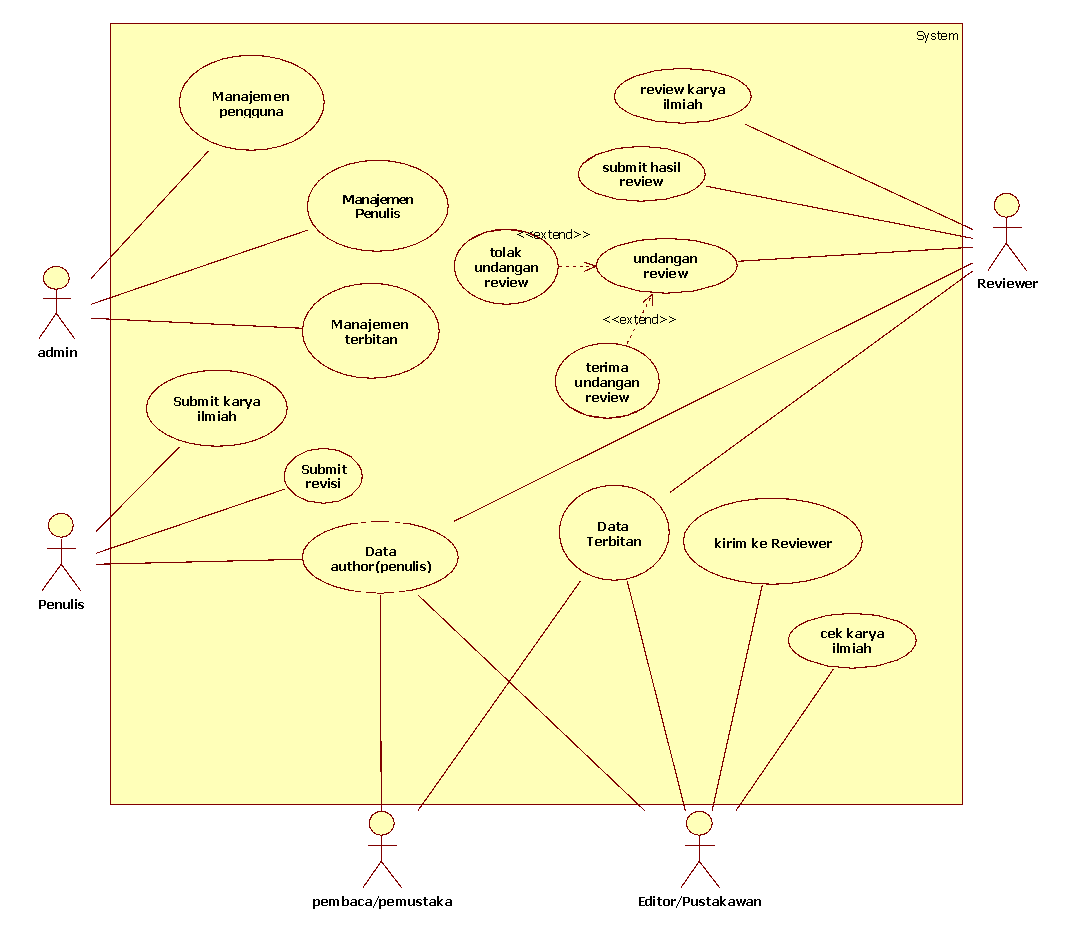 System
Manajemen
pengguna
review karya
ilmiah
submit hasil
review
Manajemen
Penulis
<<extend>>
tolak
undangan
review
undangan
review
Reviewer
<<extend>>
Manajemen
terbitan
admin
terima
undangan
review
Submit karya
ilmiah
Submit
revisi
Data
author(penulis)
Data
Terbitan
kirim ke Reviewer
Penulis
cek karya
ilmiah
pembaca/pemustaka
Editor/Pustakawan